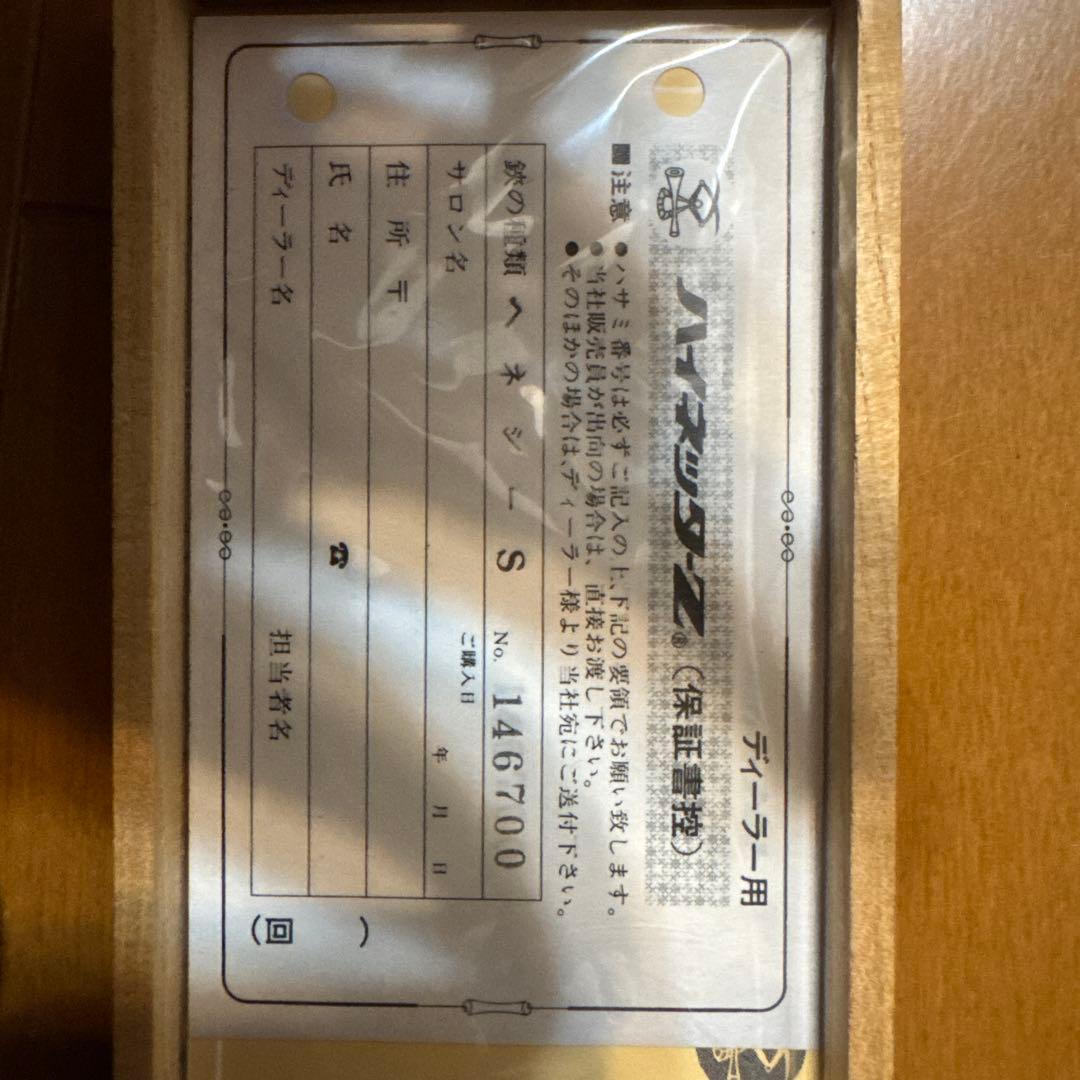 ディーラー用
ハイネッターZ®(保証書控)
■注意 ●ハサミ番号は必ずご記入の上、下記の要領でお願い致します。
●当社販売員が出向の場合は、直接お渡し下さい。
●そのほかの場合は、ディーラー様より当社宛にご送付下さい。
鋏の種類 ヘネシーS No. 146700
サロン名 ご購入日 年 月 日
住所〒
氏名 ☎ ( )
ディーラー名 担当者名 (回)